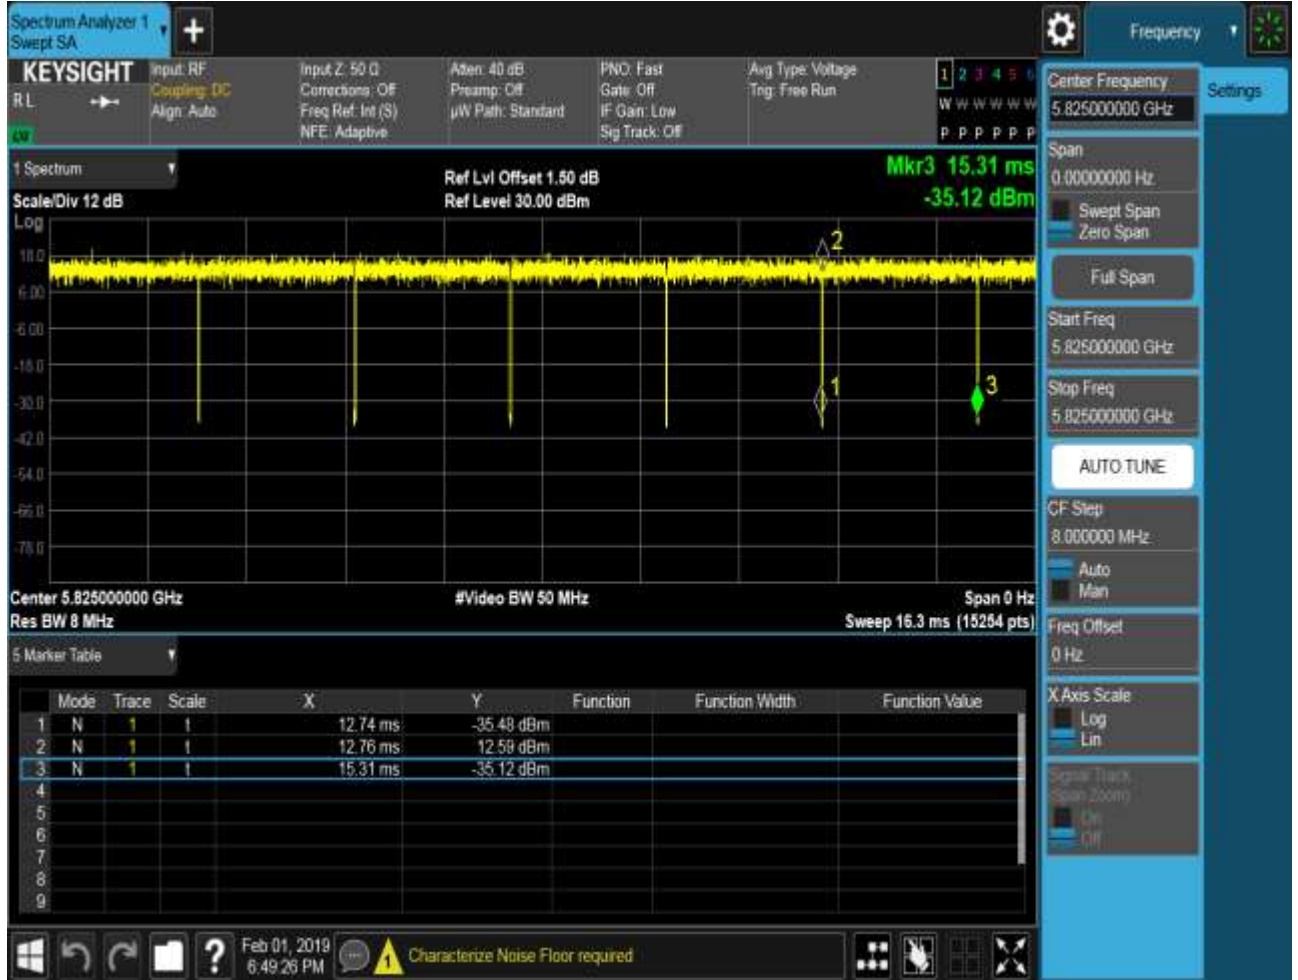 Spectrum Analyzer 1
Swept SA
+
Frequency
KEYSIGHT
R L
Input: RF
Coupling: DC
Align: Auto
Input Z: 50 Ω
Corrections: Off
Freq Ref: Int (S)
NFE: Adaptive
Atten: 40 dB
Preamp: Off
µW Path: Standard
PNO: Fast
Gate: Off
IF Gain: Low
Sig Track: Off
Avg Type: Voltage
Trig: Free Run
1 2 3 4 5 6
W W W W W W
P P P P P P
1 Spectrum
Scale/Div 12 dB
Ref Lvl Offset 1.50 dB
Ref Level 30.00 dBm
Mkr3 15.31 ms
-35.12 dBm
Log
18.0
6.00
-6.00
-18.0
-30.0
-42.0
-54.0
-66.0
-78.0
2
1
3
Center 5.825000000 GHz
#Video BW 50 MHz
Span 0 Hz
Res BW 8 MHz
Sweep 16.3 ms (15254 pts)
5 Marker Table
Mode Trace Scale X Y Function Function Width Function Value
1 N 1 t 12.74 ms -35.48 dBm
2 N 1 t 12.76 ms 12.59 dBm
3 N 1 t 15.31 ms -35.12 dBm
4
5
6
7
8
9
Center Frequency
5.825000000 GHz
Settings
Span
0.00000000 Hz
Swept Span
Zero Span
Full Span
Start Freq
5.825000000 GHz
Stop Freq
5.825000000 GHz
AUTO TUNE
CF Step
8.000000 MHz
Auto
Man
Freq Offset
0 Hz
X Axis Scale
Log
Lin
Signal Track
(Span Zoom)
On
Off
?
Feb 01, 2019
6:49:26 PM
1
Characterize Noise Floor required